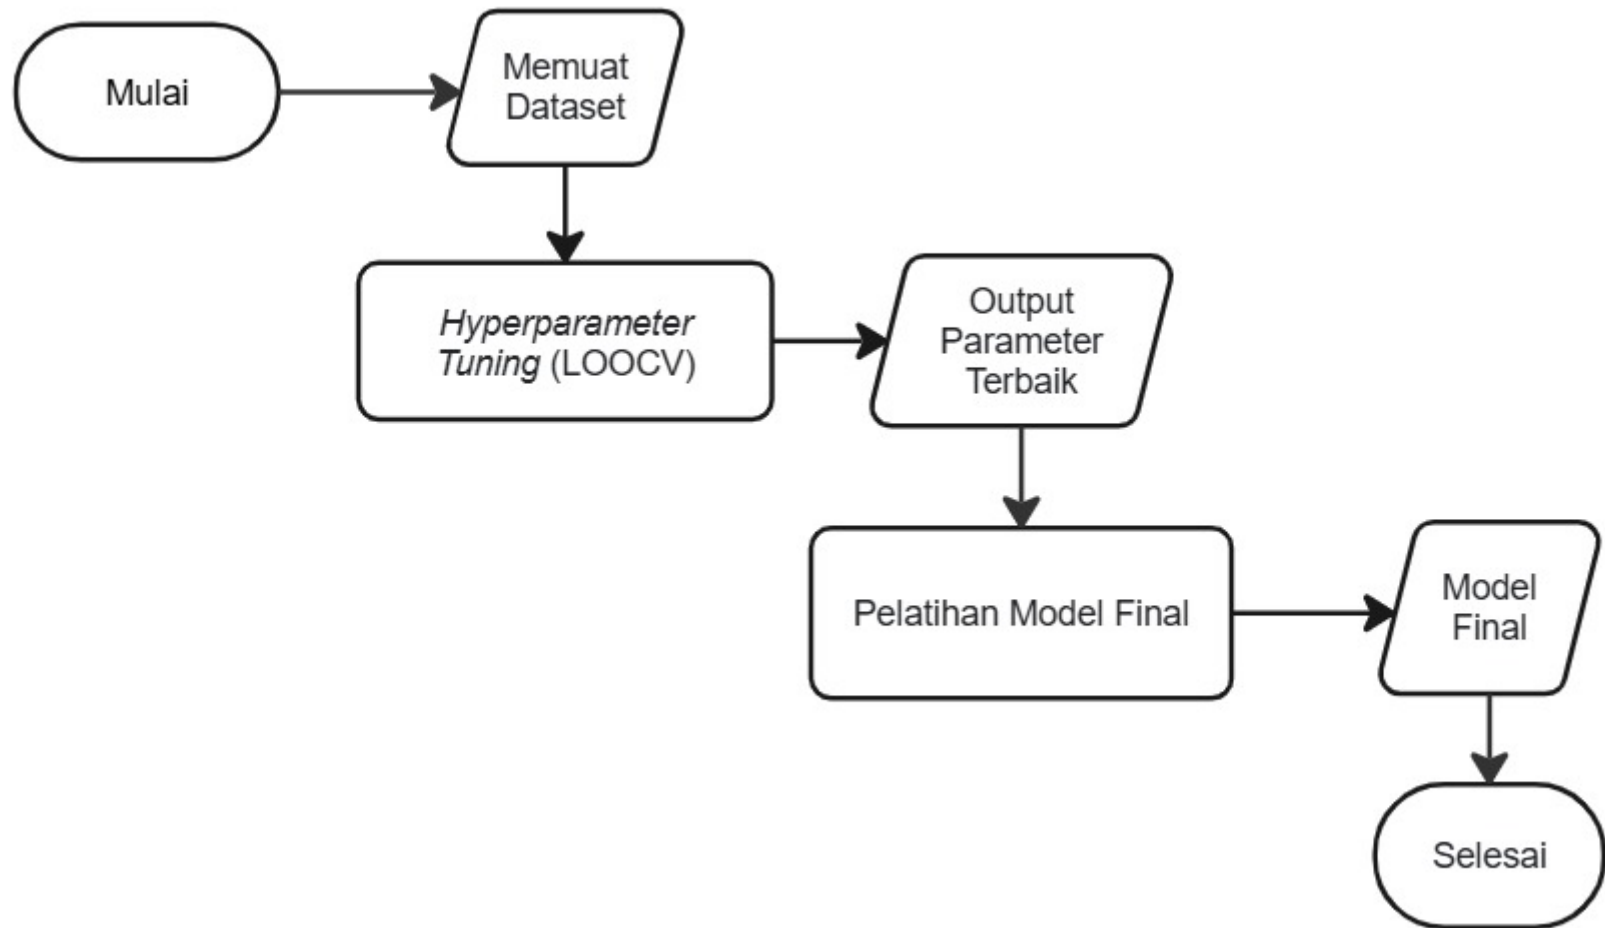 Mulai
Memuat
Dataset
Hyperparameter
Tuning (LOOCV)
Output
Parameter
Terbaik
Pelatihan Model Final
Model
Final
Selesai